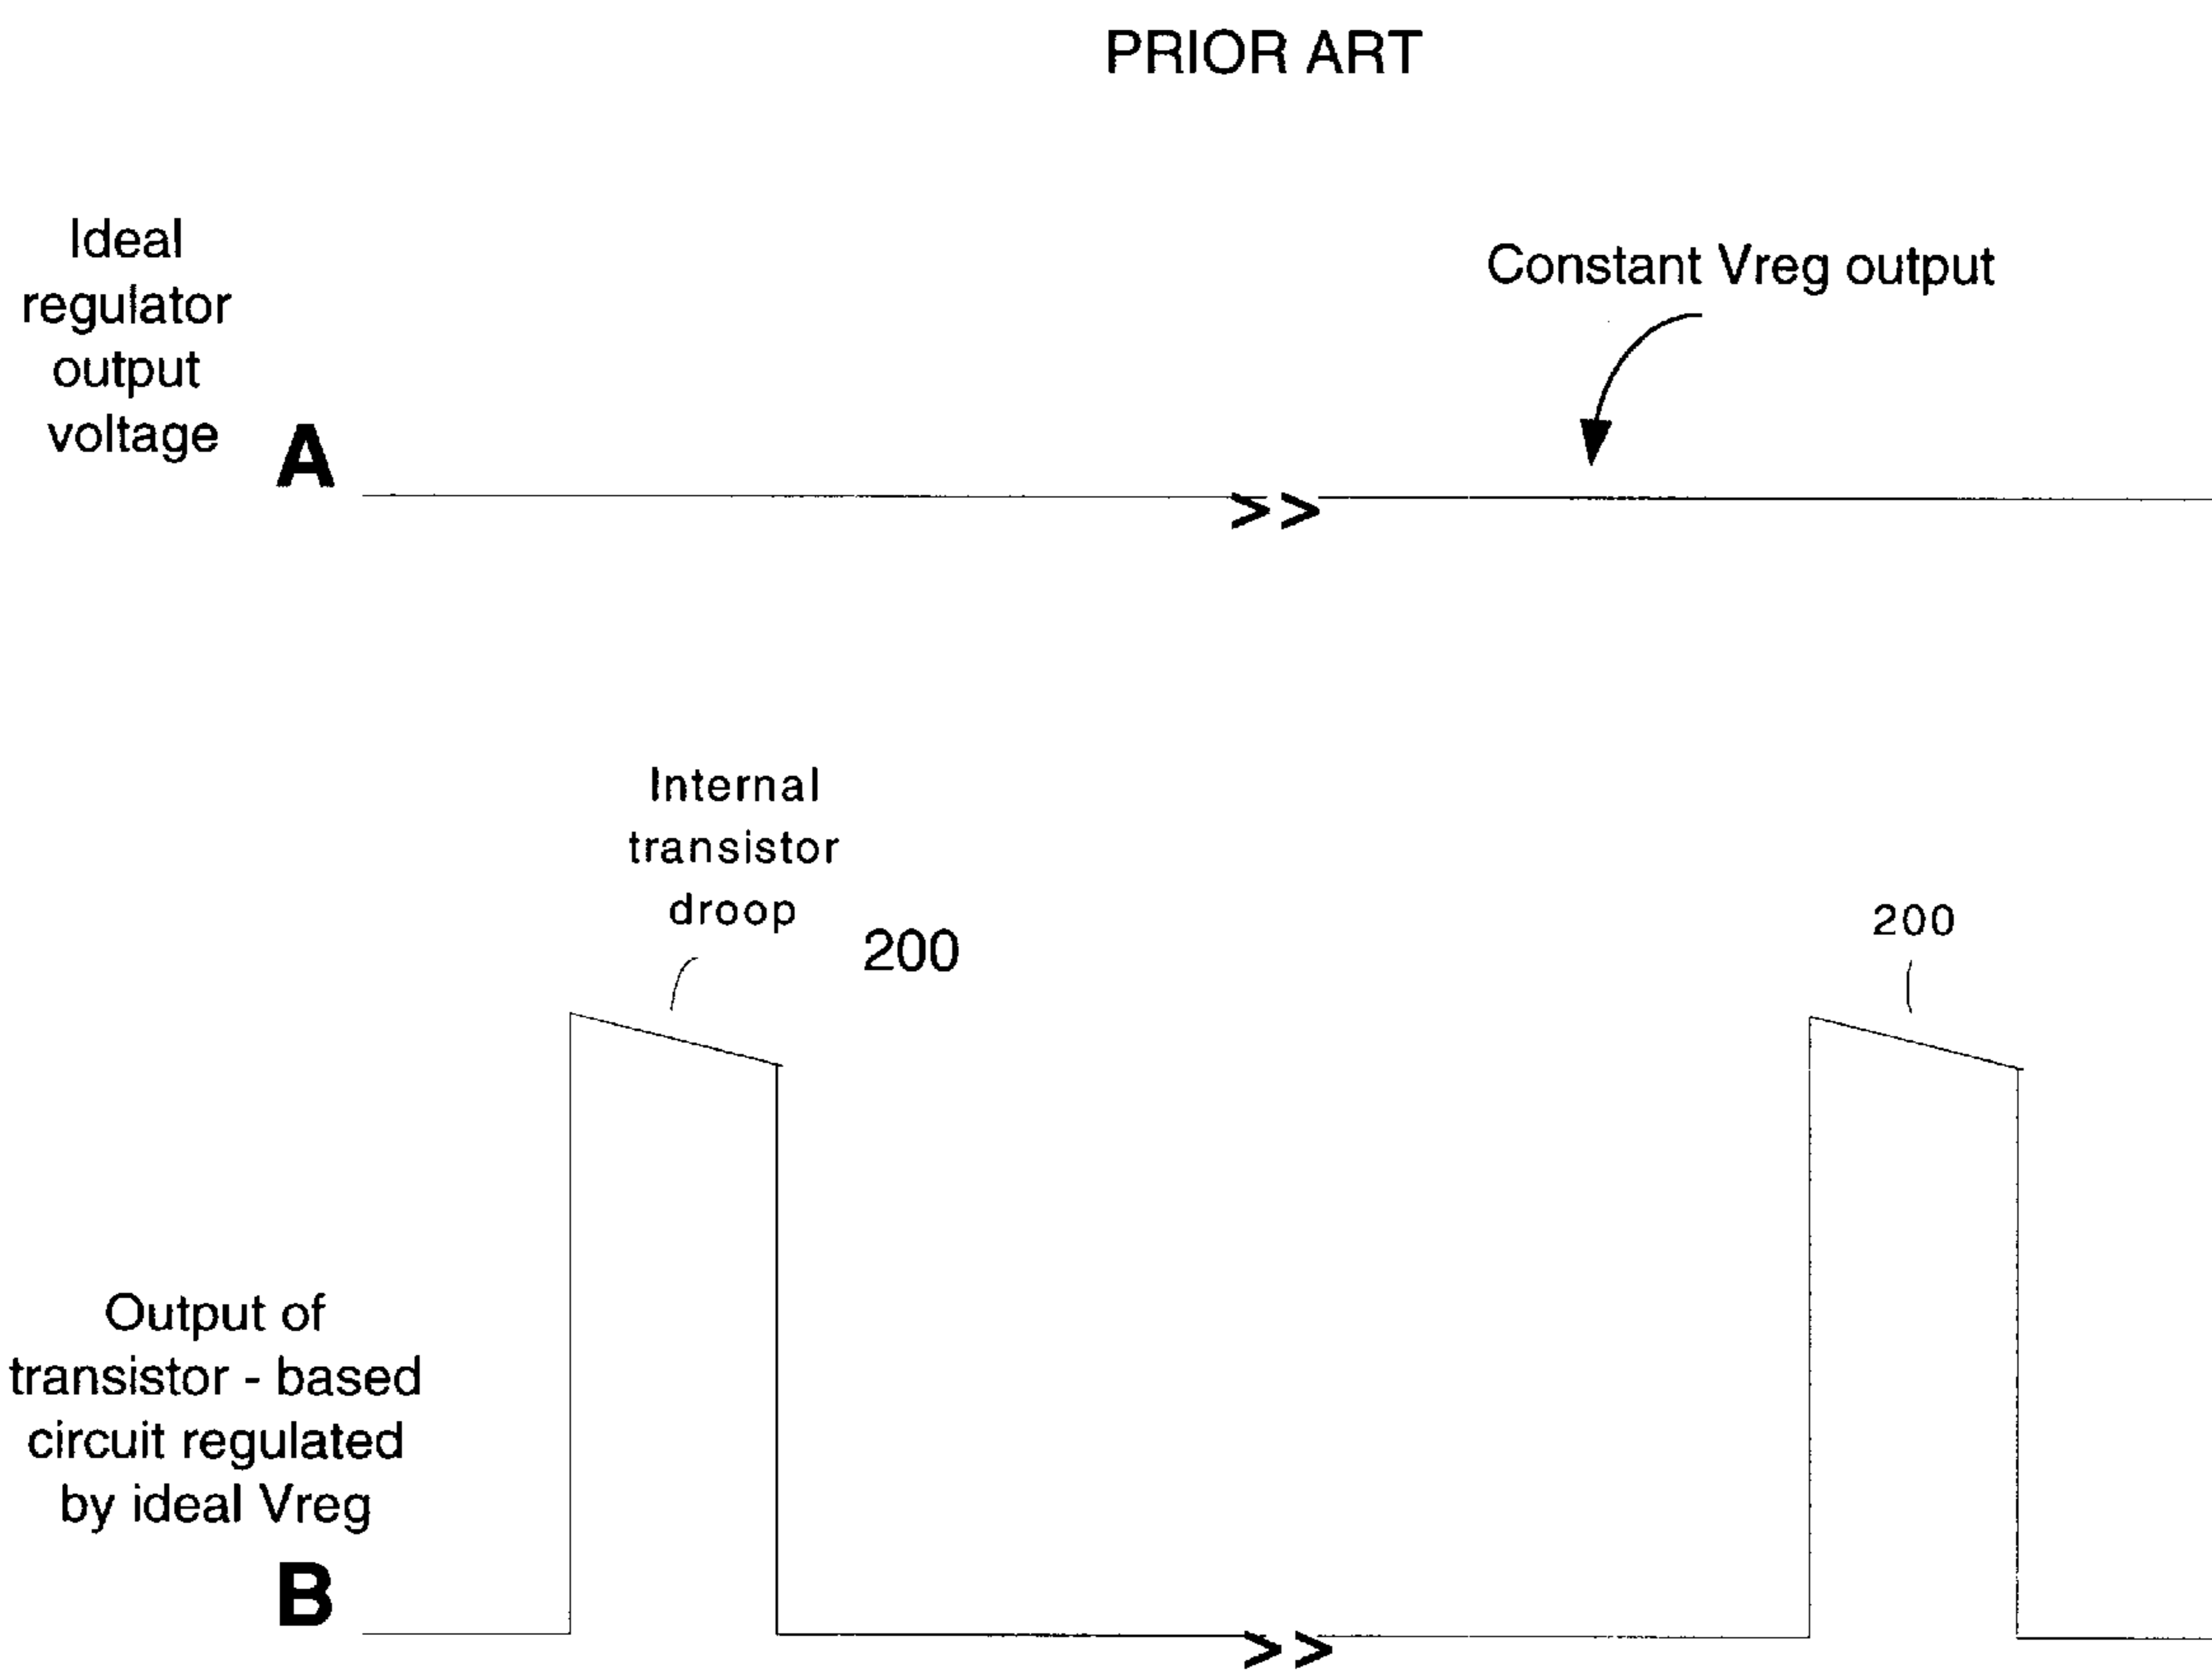 PRIOR ART
Ideal
regulator
output
voltage
A
Constant Vreg output
>>
Internal
transistor
droop
200
200
Output of
transistor - based
circuit regulated
by ideal Vreg
B
>>